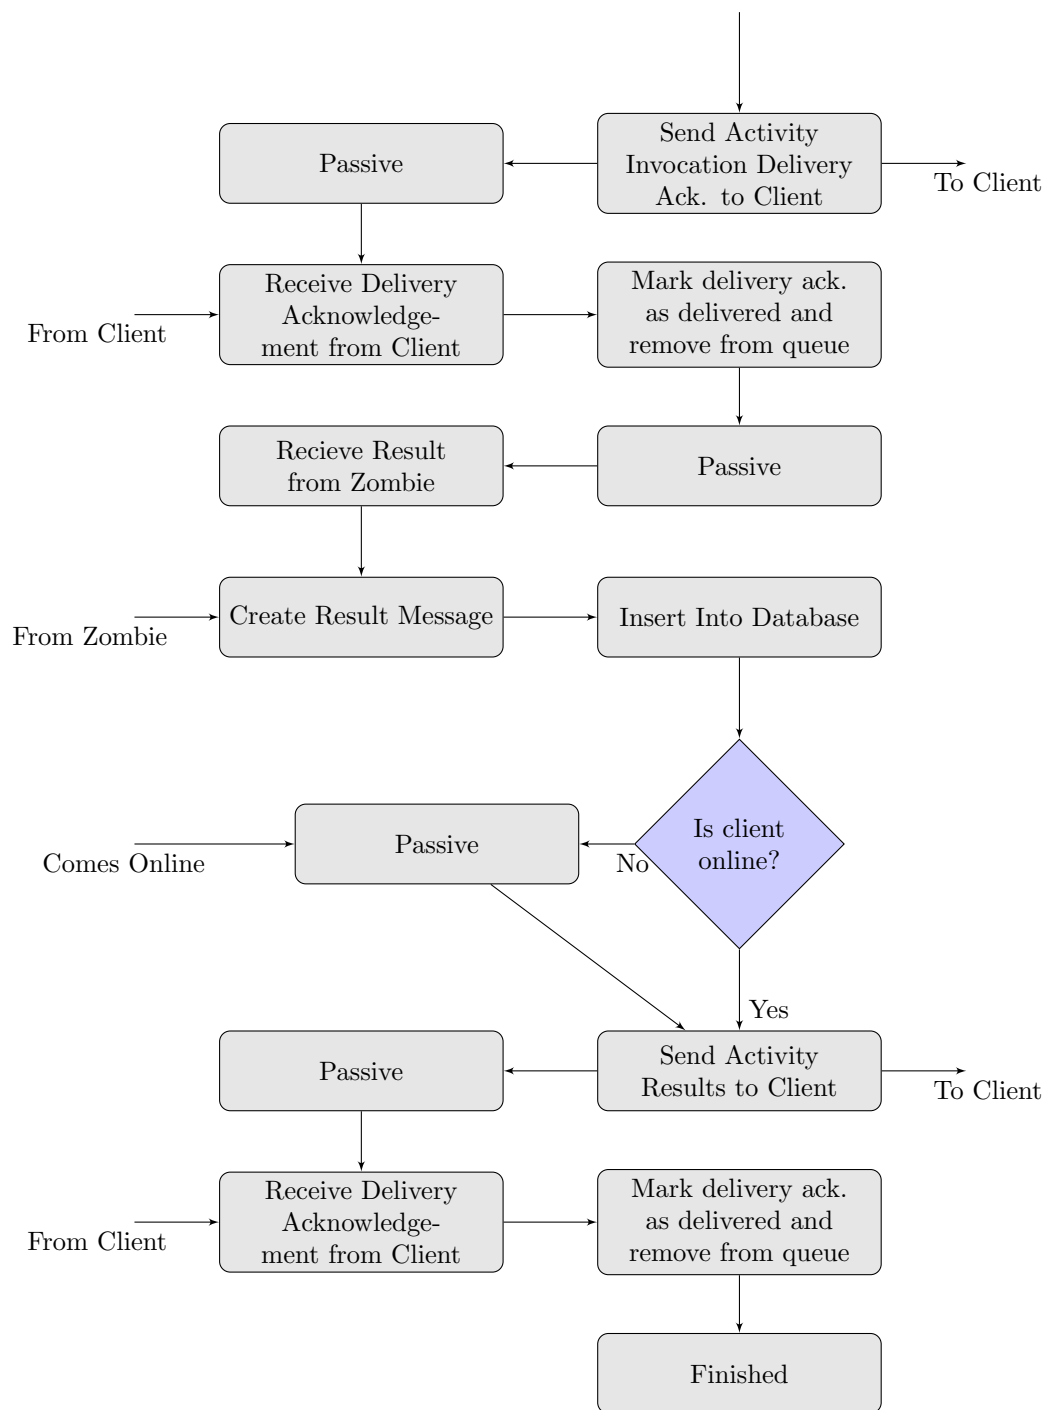 Send Activity
Invocation Delivery
Ack. to Client
Passive
To Client
Receive Delivery
Acknowledge-
ment from Client
Mark delivery ack.
as delivered and
remove from queue
From Client
Recieve Result
from Zombie
Passive
Create Result Message
Insert Into Database
From Zombie
Is client
online?
Passive
No
Comes Online
Yes
Send Activity
Results to Client
Passive
To Client
Receive Delivery
Acknowledge-
ment from Client
Mark delivery ack.
as delivered and
remove from queue
From Client
Finished